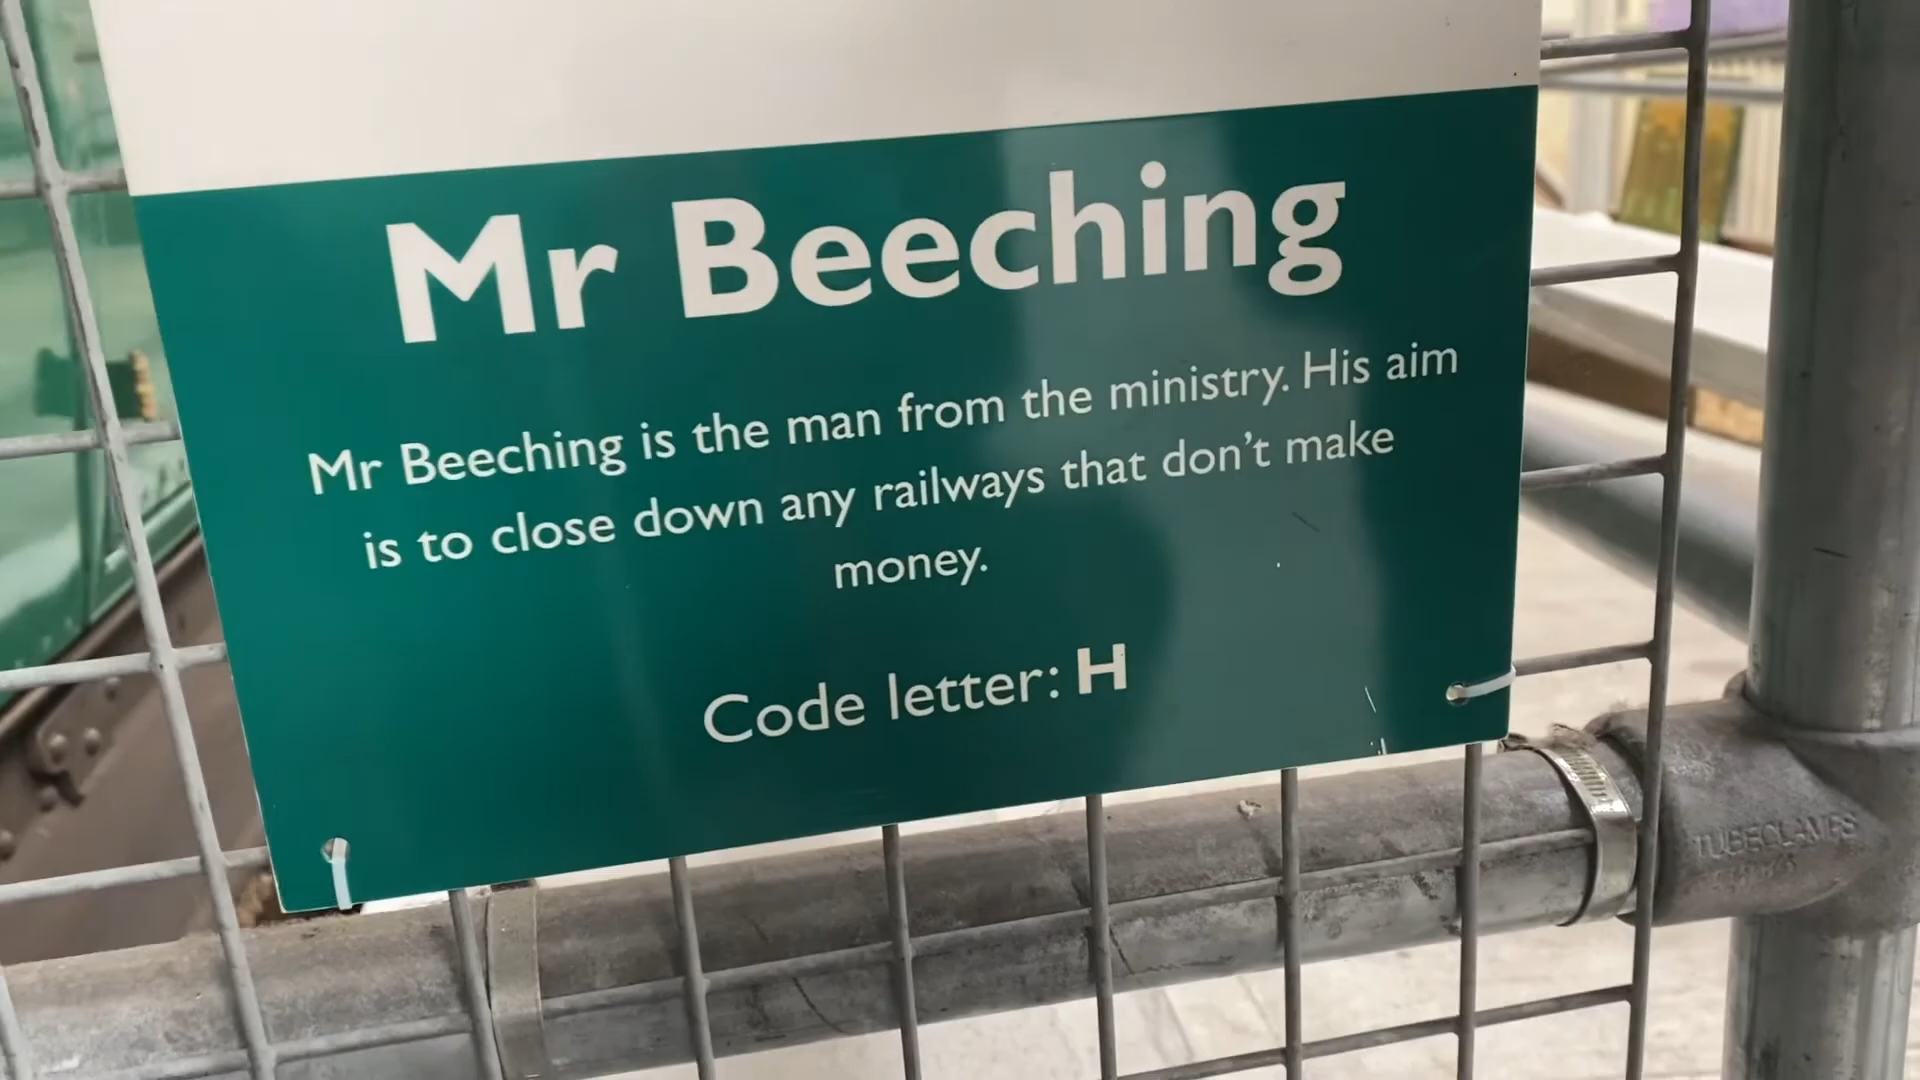 Mr Beeching
Mr Beeching is the man from the ministry. His aim
is to close down any railways that don't make
money.
Code letter: H
TUBECLAMPS